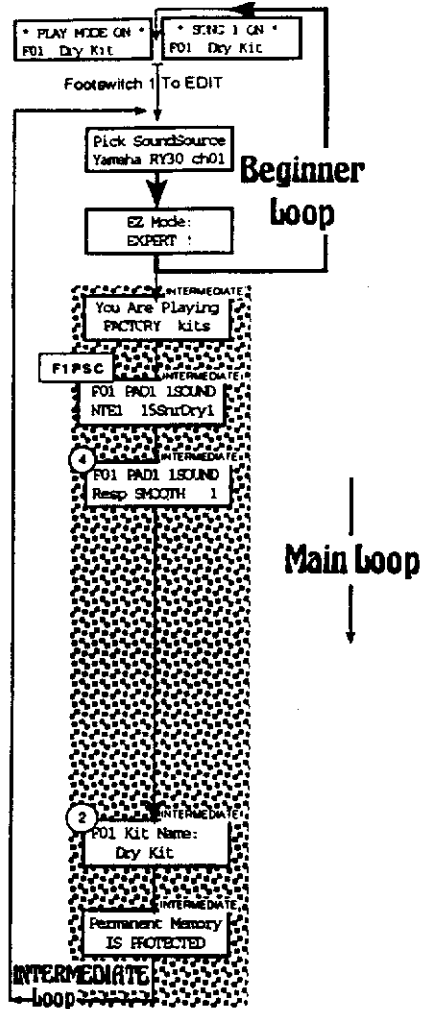 * PLAY MODE ON *
F01 Dry Kit
* SONG 1 ON *
F01 Dry Kit
Footswitch 1 To EDIT
Pick SoundSource
Yamaha RY30 ch01
Beginner
Loop
EZ Mode:
EXPERT :
INTERMEDIATE
You Are Playing
FACTORY kits
F1PSC
INTERMEDIATE
F01 PAD1 1SOUND
NTE1 15SnrDry1
INTERMEDIATE
4
F01 PAD1 1SOUND
Resp SMOOTH 1
Main Loop
INTERMEDIATE
2
F01 Kit Name:
Dry Kit
INTERMEDIATE
Permanent Memory
IS PROTECTED
INTERMEDIATE
Loop